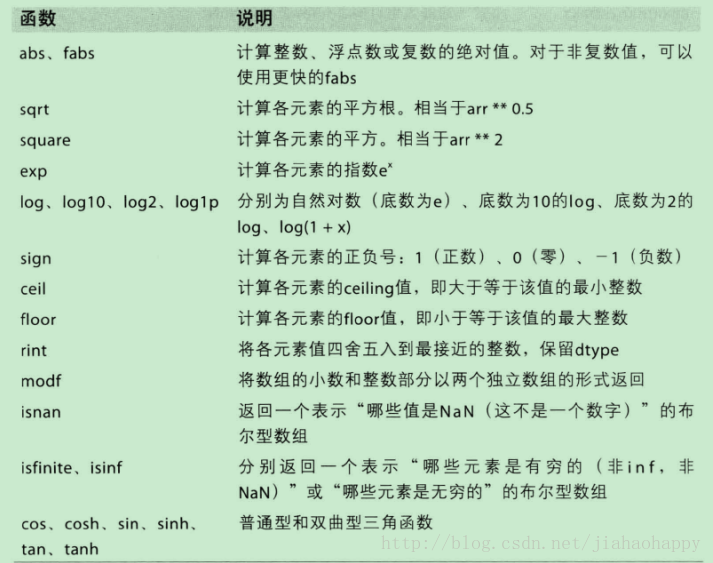 函数 说明
abs、fabs 计算整数、浮点数或复数的绝对值。对于非复数值，可以
使用更快的fabs
sqrt 计算各元素的平方根。相当于arr ** 0.5
square 计算各元素的平方。相当于arr ** 2
exp 计算各元素的指数eˣ
log、log10、log2、log1p 分别为自然对数（底数为e）、底数为10的log、底数为2的
log、log(1 + x)
sign 计算各元素的正负号：1（正数）、0（零）、－1（负数）
ceil 计算各元素的ceiling值，即大于等于该值的最小整数
floor 计算各元素的floor值，即小于等于该值的最大整数
rint 将各元素值四舍五入到最接近的整数，保留dtype
modf 将数组的小数和整数部分以两个独立数组的形式返回
isnan 返回一个表示“哪些值是NaN（这不是一个数字）”的布
尔型数组
isfinite、isinf 分别返回一个表示“哪些元素是有穷的（非inf，非
NaN）”或“哪些元素是无穷的”的布尔型数组
cos、cosh、sin、sinh、 普通型和双曲型三角函数
tan、tanh
http://blog.csdn.net/jiahaohappy